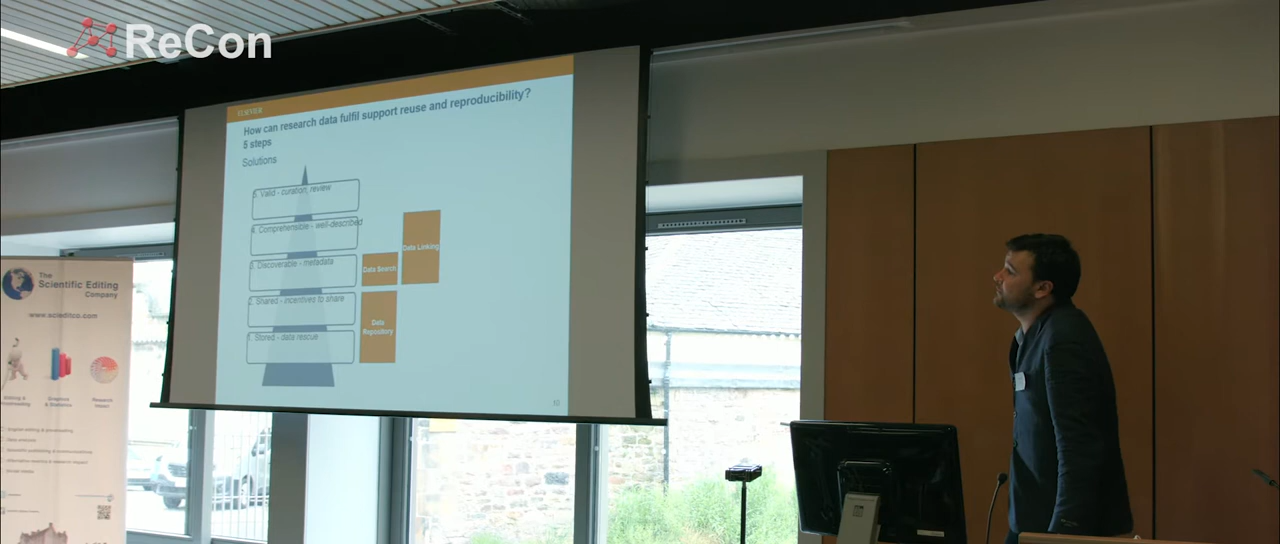 ReCon
ELSEVIER
How can research data fulfil support reuse and reproducibility?
5 steps
Solutions
5. Valid - curation, review
4. Comprehensible - well-described
3. Discoverable - metadata
2. Shared - incentives to share
1. Stored - data rescue
Data Linking
Data Search
Data
Repository
10
The
Scientific Editing
Company
www.scieditco.com